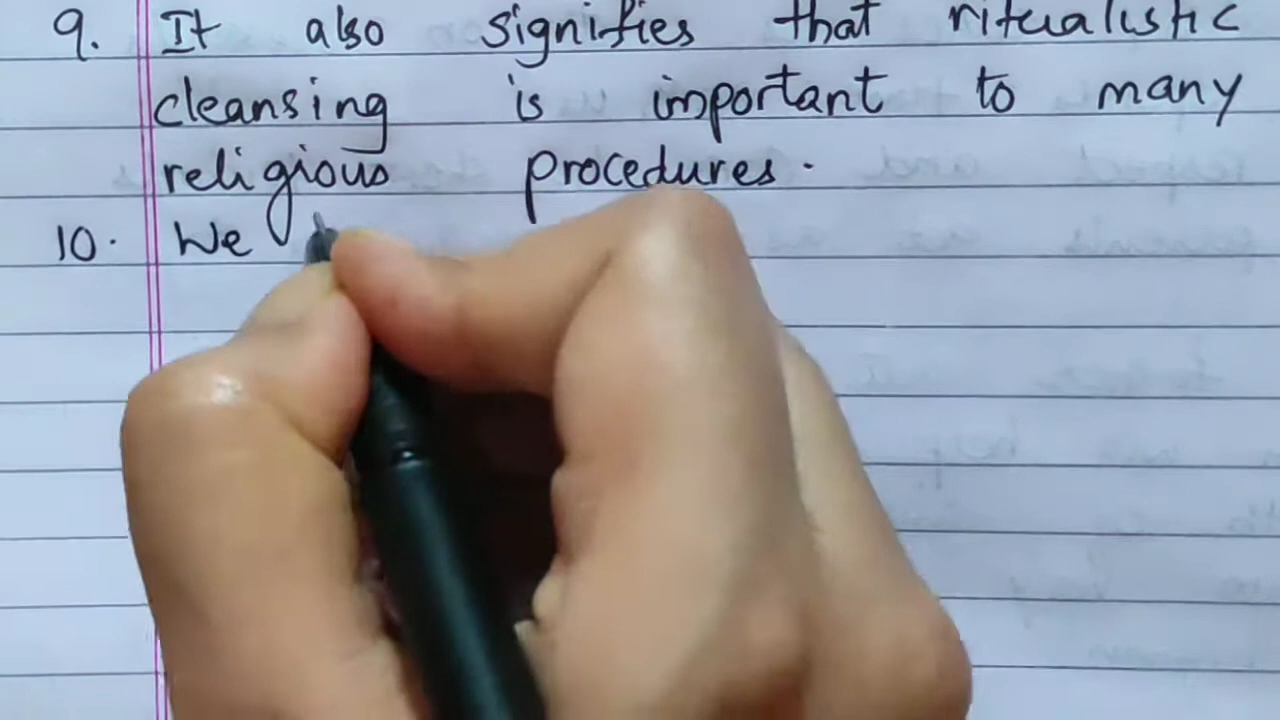 9. It also signifies that ritualistic
cleansing is important to many
religious procedures.
10. We